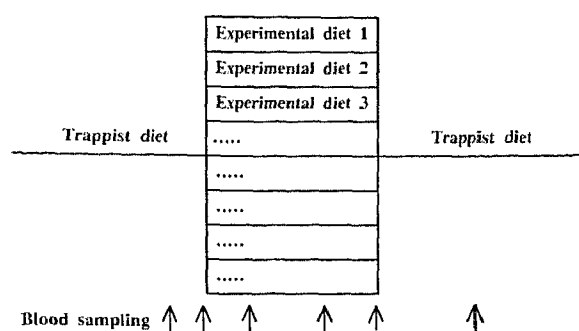 Experimental diet 1
Experimental diet 2
Experimental diet 3
Trappist diet
.....
Trappist diet
.....
.....
.....
.....
Blood sampling